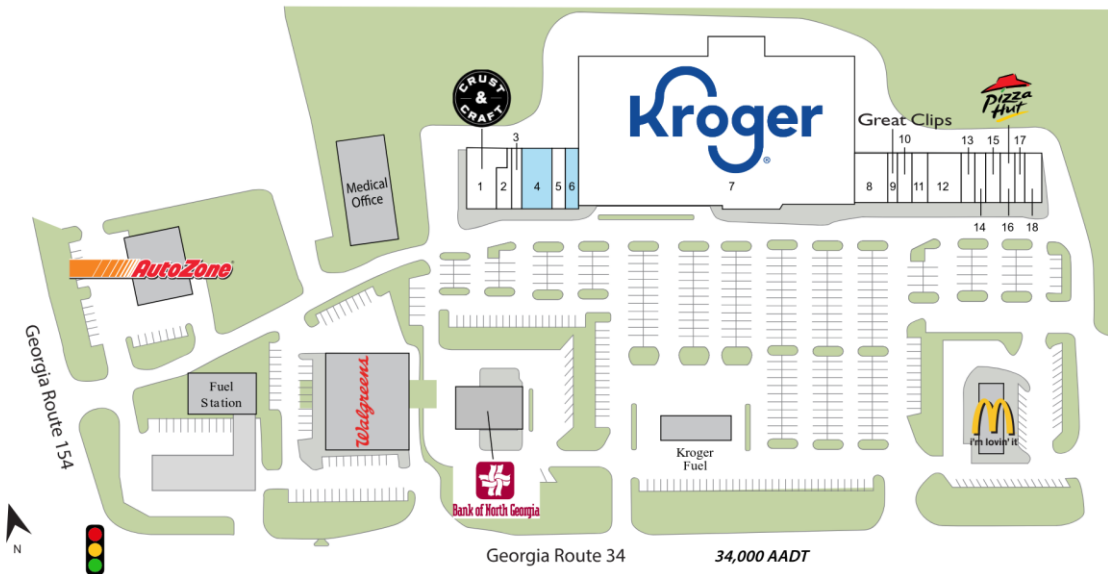 CRUST
&
CRAFT
Kroger
Pizza
Hut
Great Clips
3
10
13
15
17
Medical
Office
1
2
4
5
6
7
8
9
11
12
14
16
18
AutoZone
Georgia Route 154
Fuel
Station
Walgreens
Kroger
Fuel
i'm lovin' it
Bank of North Georgia
N
Georgia Route 34
34,000 AADT